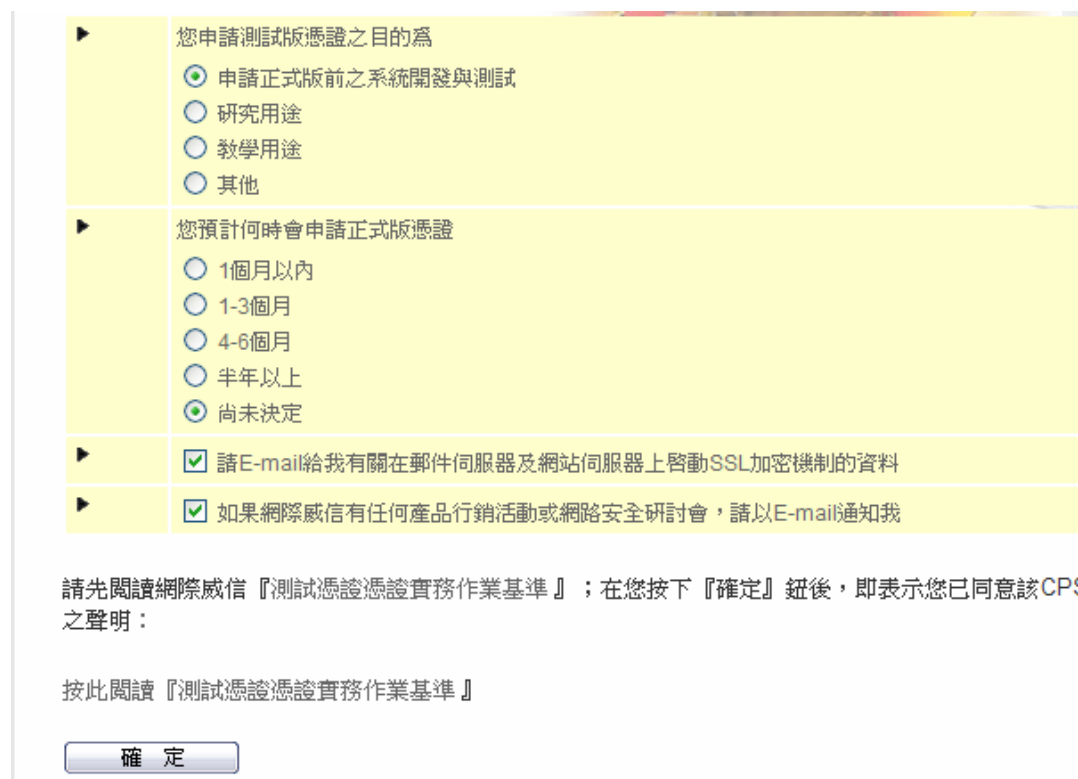 您申請測試版憑證之目的為
申請正式版前之系統開發與測試
研究用途
教學用途
其他
您預計何時會申請正式版憑證
1個月以內
1-3個月
4-6個月
半年以上
尚未決定
請E-mail給我有關在郵件伺服器及網站伺服器上啓動SSL加密機制的資料
如果網際威信有任何產品行銷活動或網路安全研討會，請以E-mail通知我
請先閱讀網際威信『測試憑證憑證實務作業基準』；在您按下『確定』鈕後，即表示您已同意該CPS
之聲明：
按此閱讀『測試憑證憑證實務作業基準』
確 定